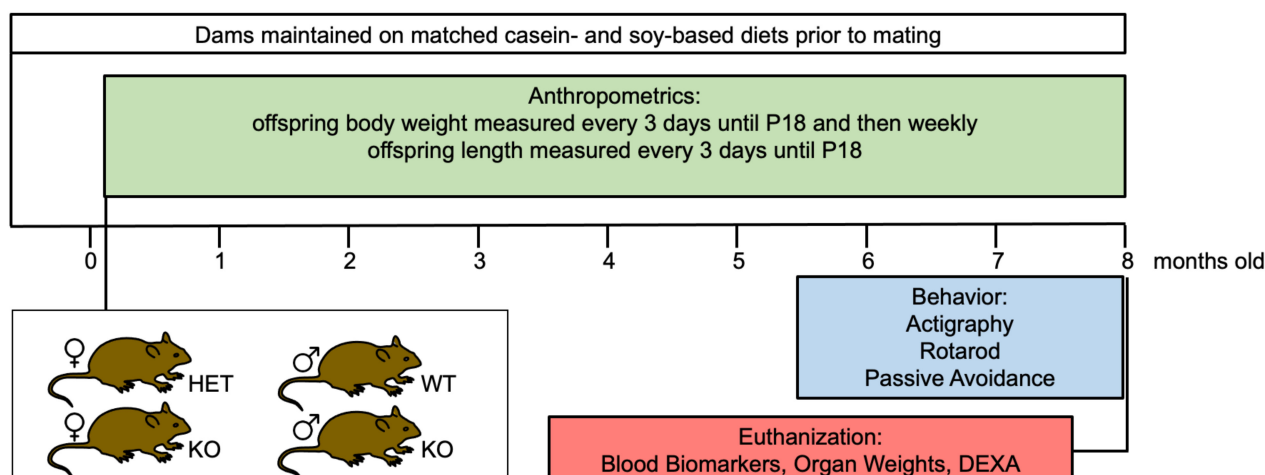 Dams maintained on matched casein- and soy-based diets prior to mating
Anthropometrics:
offspring body weight measured every 3 days until P18 and then weekly
offspring length measured every 3 days until P18
0 1 2 3 4 5 6 7 8 months old
Behavior:
Actigraphy
Rotarod
Passive Avoidance
♀ HET ♂ WT
♀ KO ♂ KO
Euthanization:
Blood Biomarkers, Organ Weights, DEXA